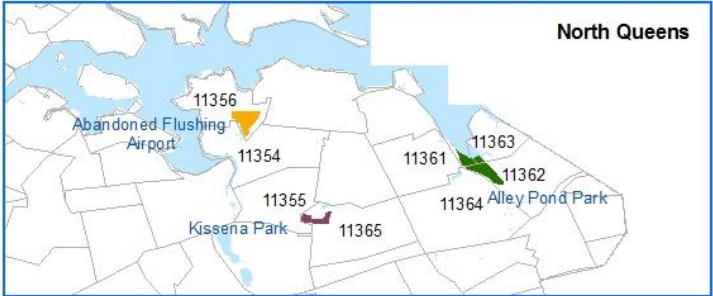 North Queens
11356
Abandoned Flushing
Airport
11354
11363
11361
11362
11355
11364
Alley Pond Park
Kissena Park
11365